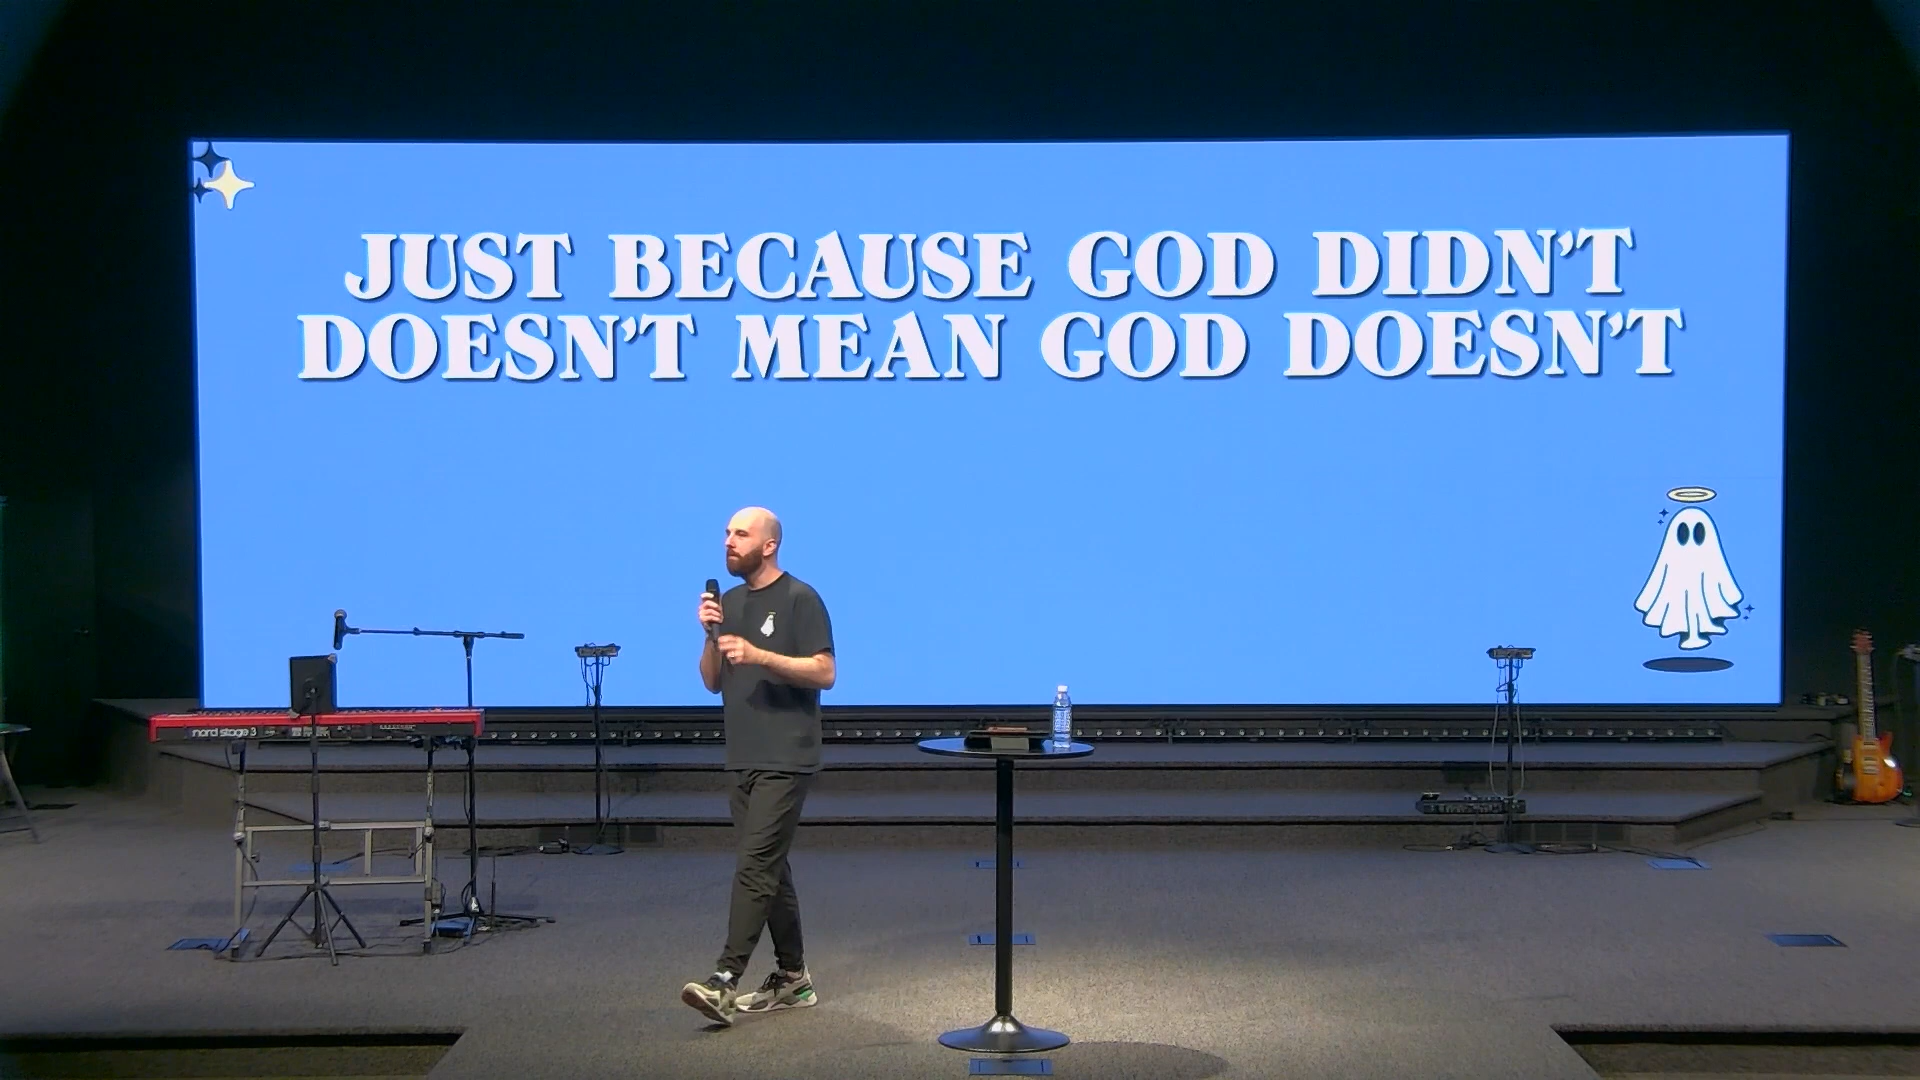 JUST BECAUSE GOD DIDN'T
DOESN'T MEAN GOD DOESN'T
nord stage 3